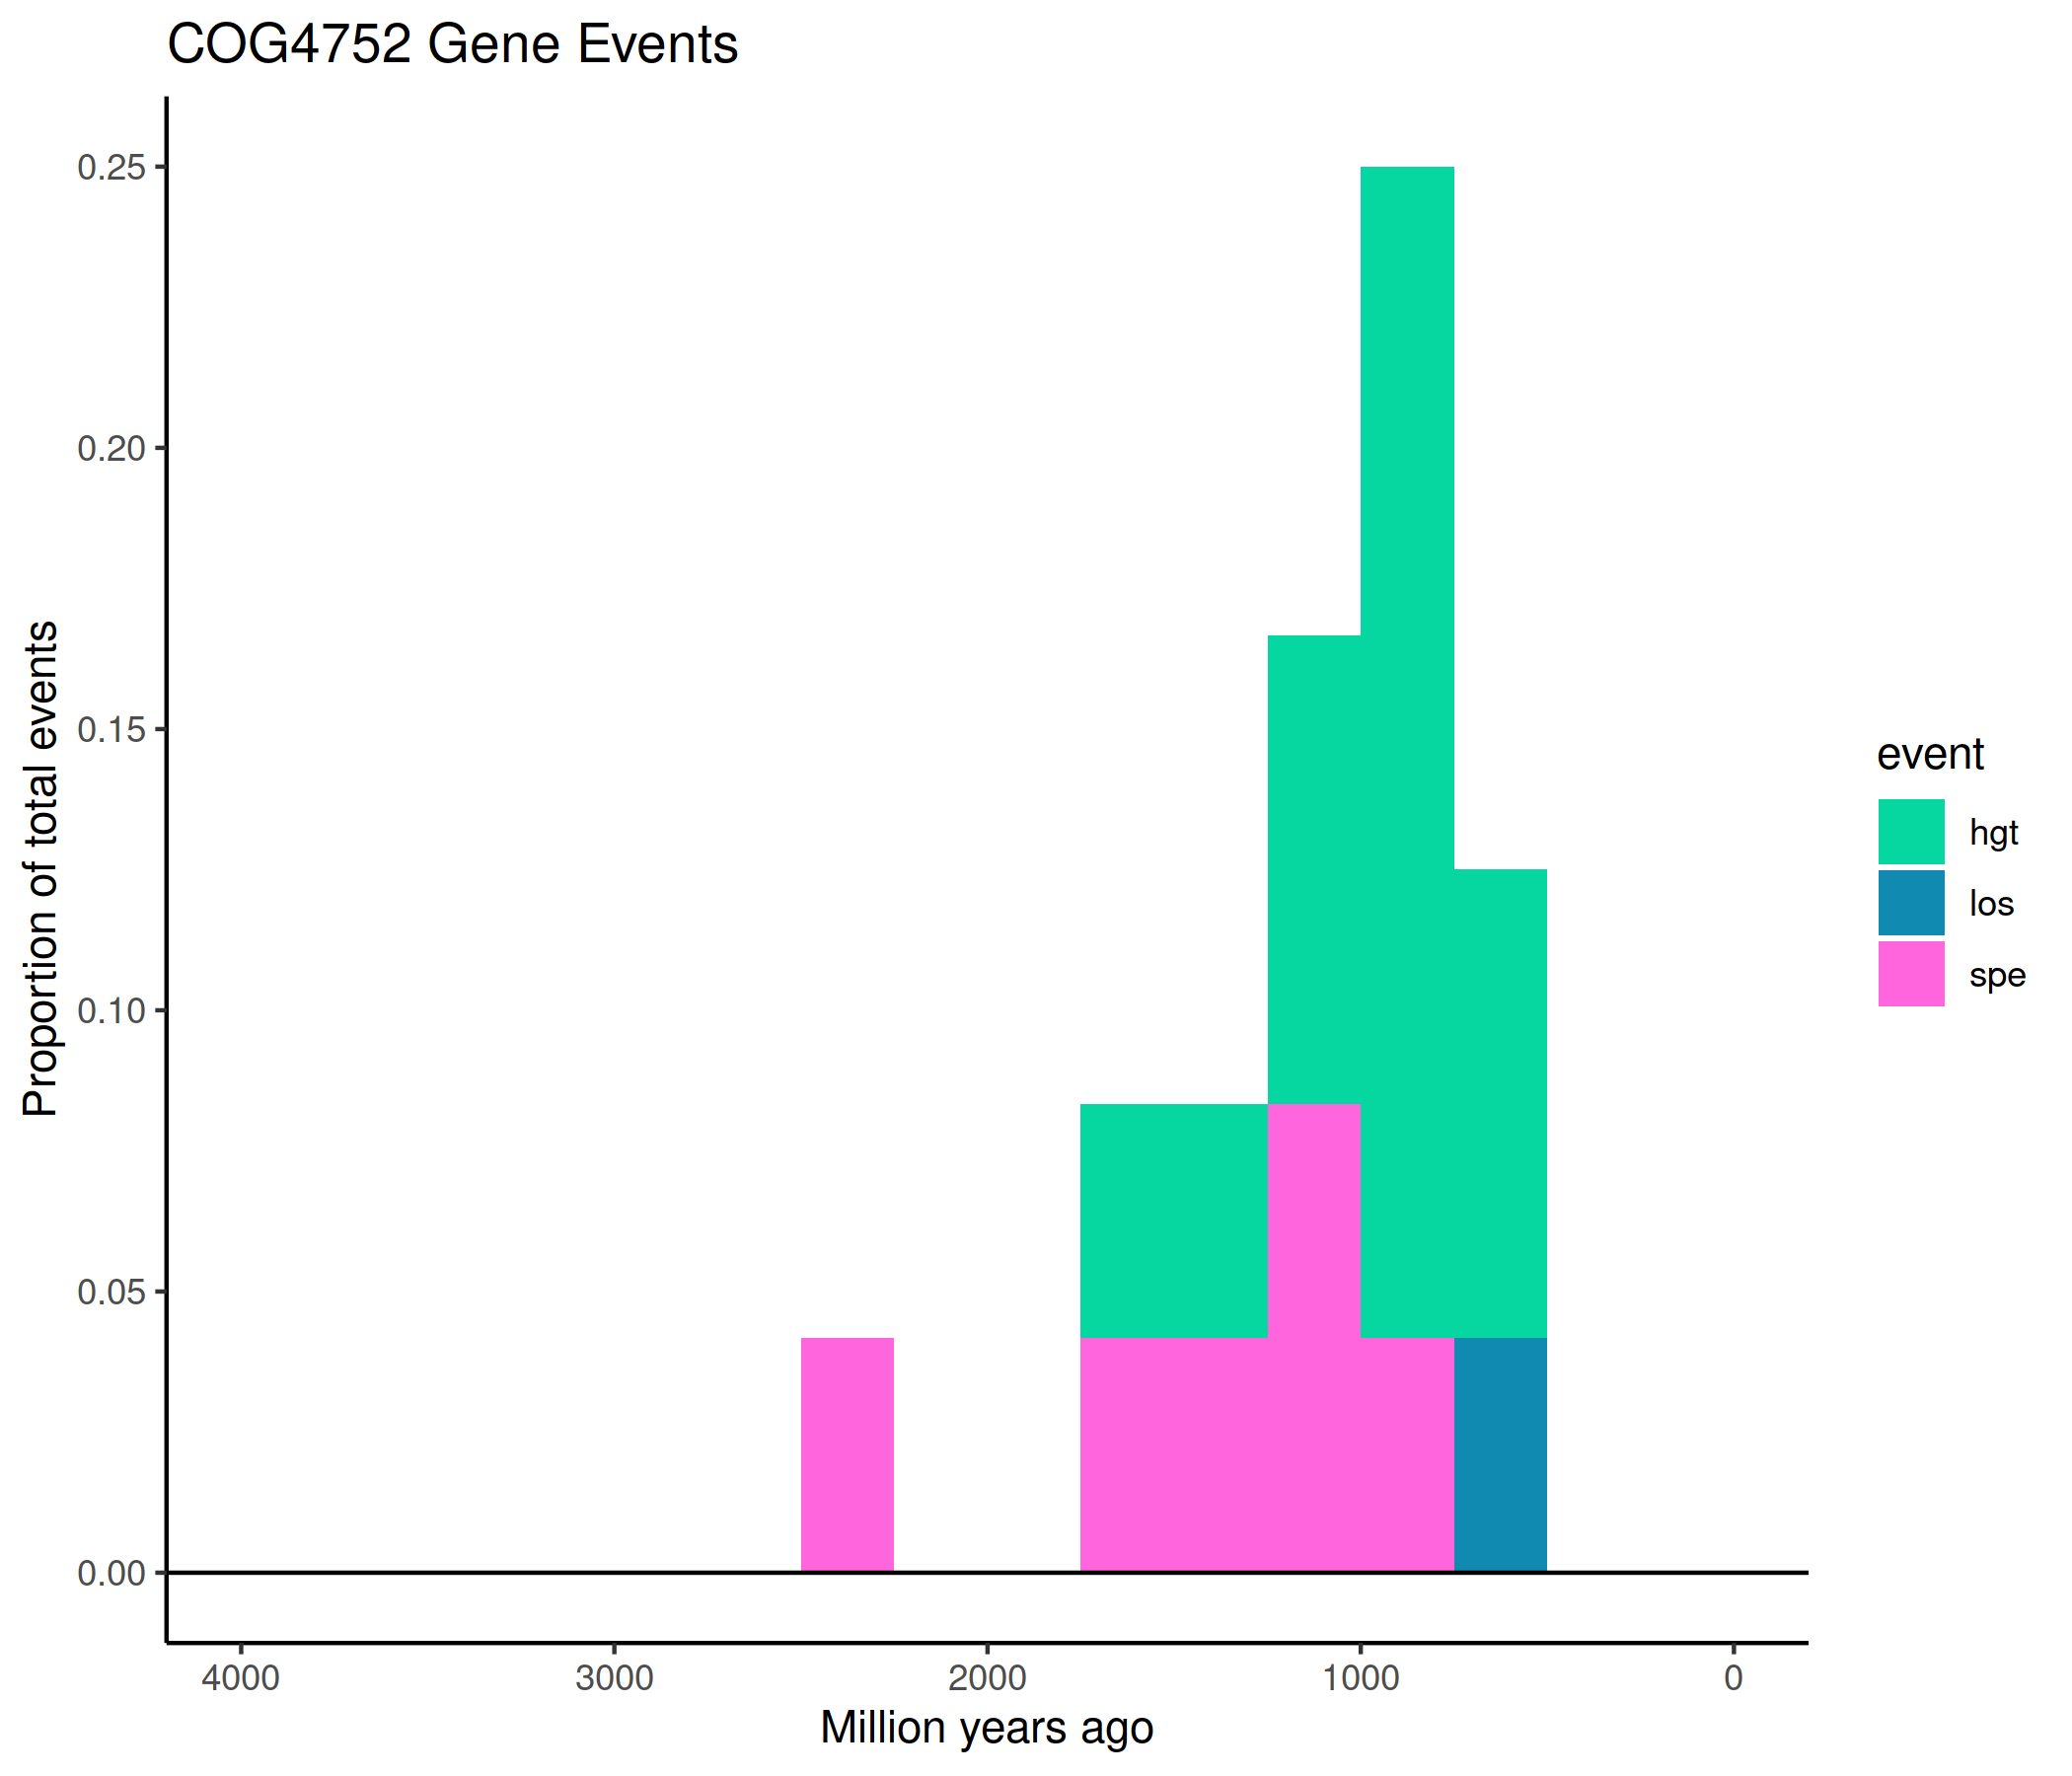 COG4752 Gene Events
Proportion of total events
0.25
0.20
0.15
0.10
0.05
0.00
4000 3000 2000 1000 0
Million years ago
event
hgt
los
spe